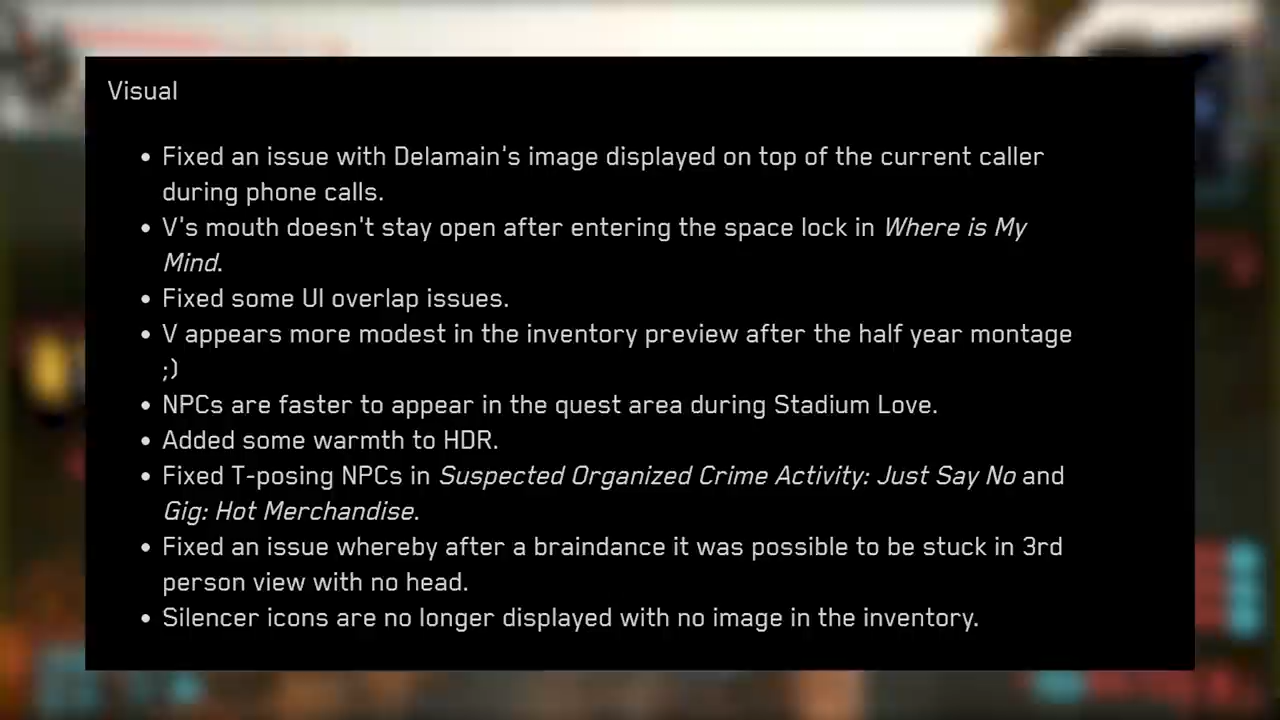 Visual
• Fixed an issue with Delamain's image displayed on top of the current caller
during phone calls.
• V's mouth doesn't stay open after entering the space lock in Where is My
Mind.
• Fixed some UI overlap issues.
• V appears more modest in the inventory preview after the half year montage
;)
• NPCs are faster to appear in the quest area during Stadium Love.
• Added some warmth to HDR.
• Fixed T-posing NPCs in Suspected Organized Crime Activity: Just Say No and
Gig: Hot Merchandise.
• Fixed an issue whereby after a braindance it was possible to be stuck in 3rd
person view with no head.
• Silencer icons are no longer displayed with no image in the inventory.